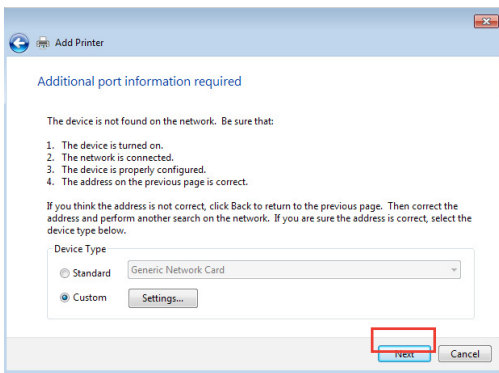 Add Printer
Additional port information required
The device is not found on the network. Be sure that:
1. The device is turned on.
2. The network is connected.
3. The device is properly configured.
4. The address on the previous page is correct.
If you think the address is not correct, click Back to return to the previous page. Then correct the
address and perform another search on the network. If you are sure the address is correct, select the
device type below.
Device Type
Standard
Generic Network Card
Custom
Settings...
Next
Cancel